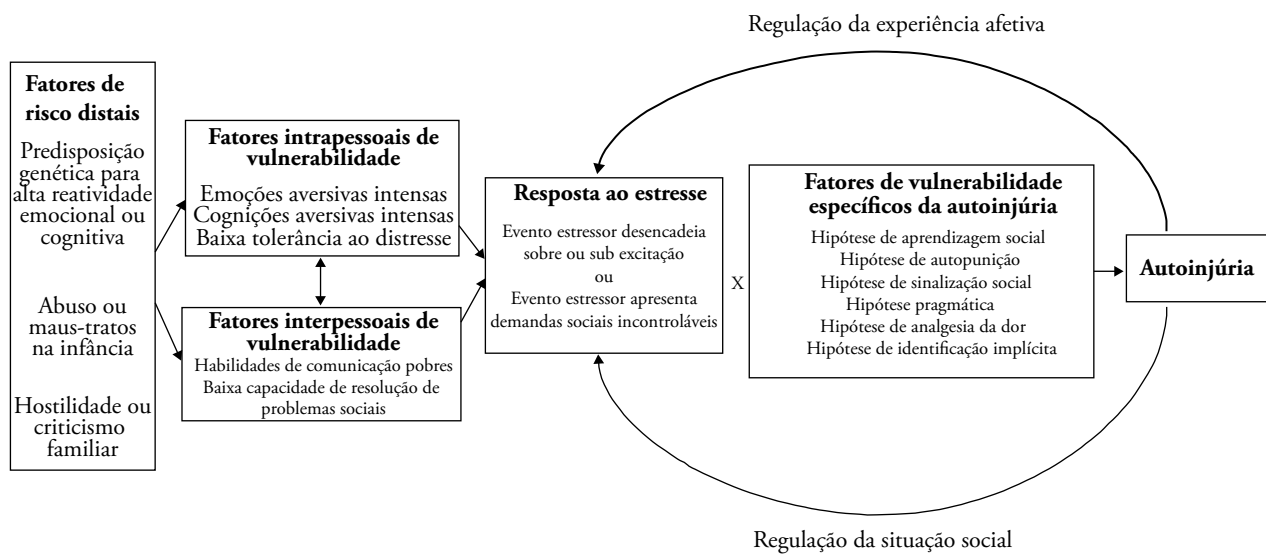 Regulação da experiência afetiva
Fatores de
risco distais
Predisposição
genética para
alta reatividade
emocional ou
cognitiva
Abuso ou
maus-tratos
na infância
Hostilidade ou
criticismo
familiar
Fatores intrapessoais de
vulnerabilidade
Emoções aversivas intensas
Cognições aversivas intensas
Baixa tolerância ao distresse
Fatores interpessoais de
vulnerabilidade
Habilidades de comunicação pobres
Baixa capacidade de resolução de
problemas sociais
Resposta ao estresse
Evento estressor desencadeia
sobre ou sub excitação
ou
Evento estressor apresenta
demandas sociais incontroláveis
X
Fatores de vulnerabilidade
específicos da autoinjúria
Hipótese de aprendizagem social
Hipótese de autopunição
Hipótese de sinalização social
Hipótese pragmática
Hipótese de analgesia da dor
Hipótese de identificação implícita
Autoinjúria
Regulação da situação social